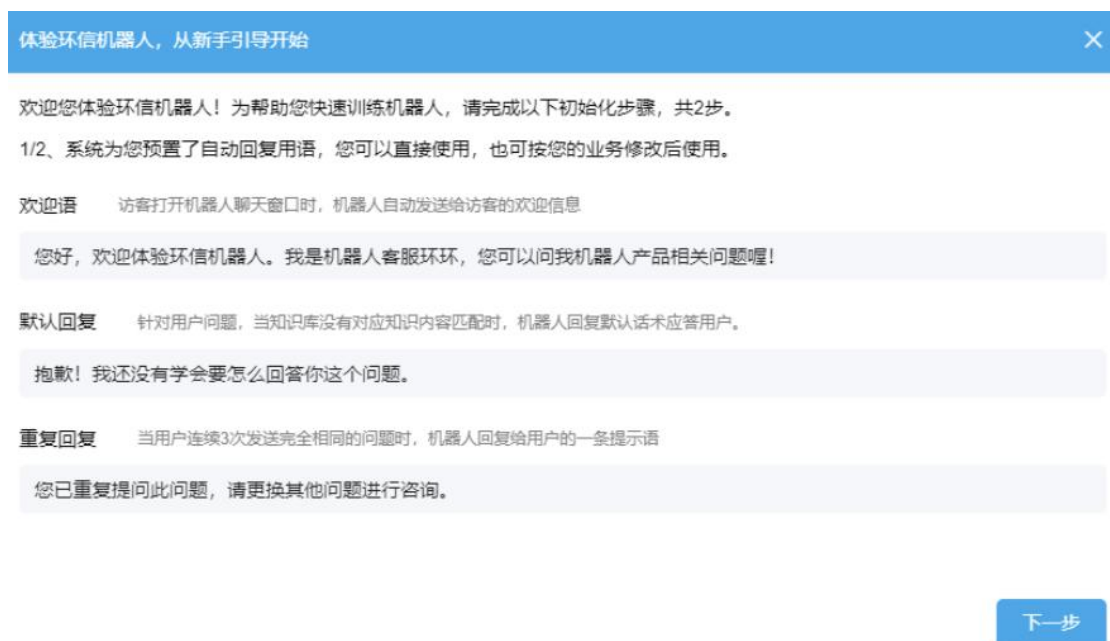 体验环信机器人，从新手引导开始
欢迎您体验环信机器人！为帮助您快速训练机器人，请完成以下初始化步骤，共2步。
1/2、系统为您预置了自动回复用语，您可以直接使用，也可按您的业务修改后使用。
欢迎语 访客打开机器人聊天窗口时，机器人自动发送给访客的欢迎信息
您好，欢迎体验环信机器人。我是机器人客服环环，您可以问我机器人产品相关问题喔！
默认回复 针对用户问题，当知识库没有对应知识内容匹配时，机器人回复默认话术应答用户。
抱歉！我还没有学会要怎么回答你这个问题。
重复回复 当用户连续3次发送完全相同的问题时，机器人回复给用户的一条提示语
您已重复提问此问题，请更换其他问题进行咨询。
下一步